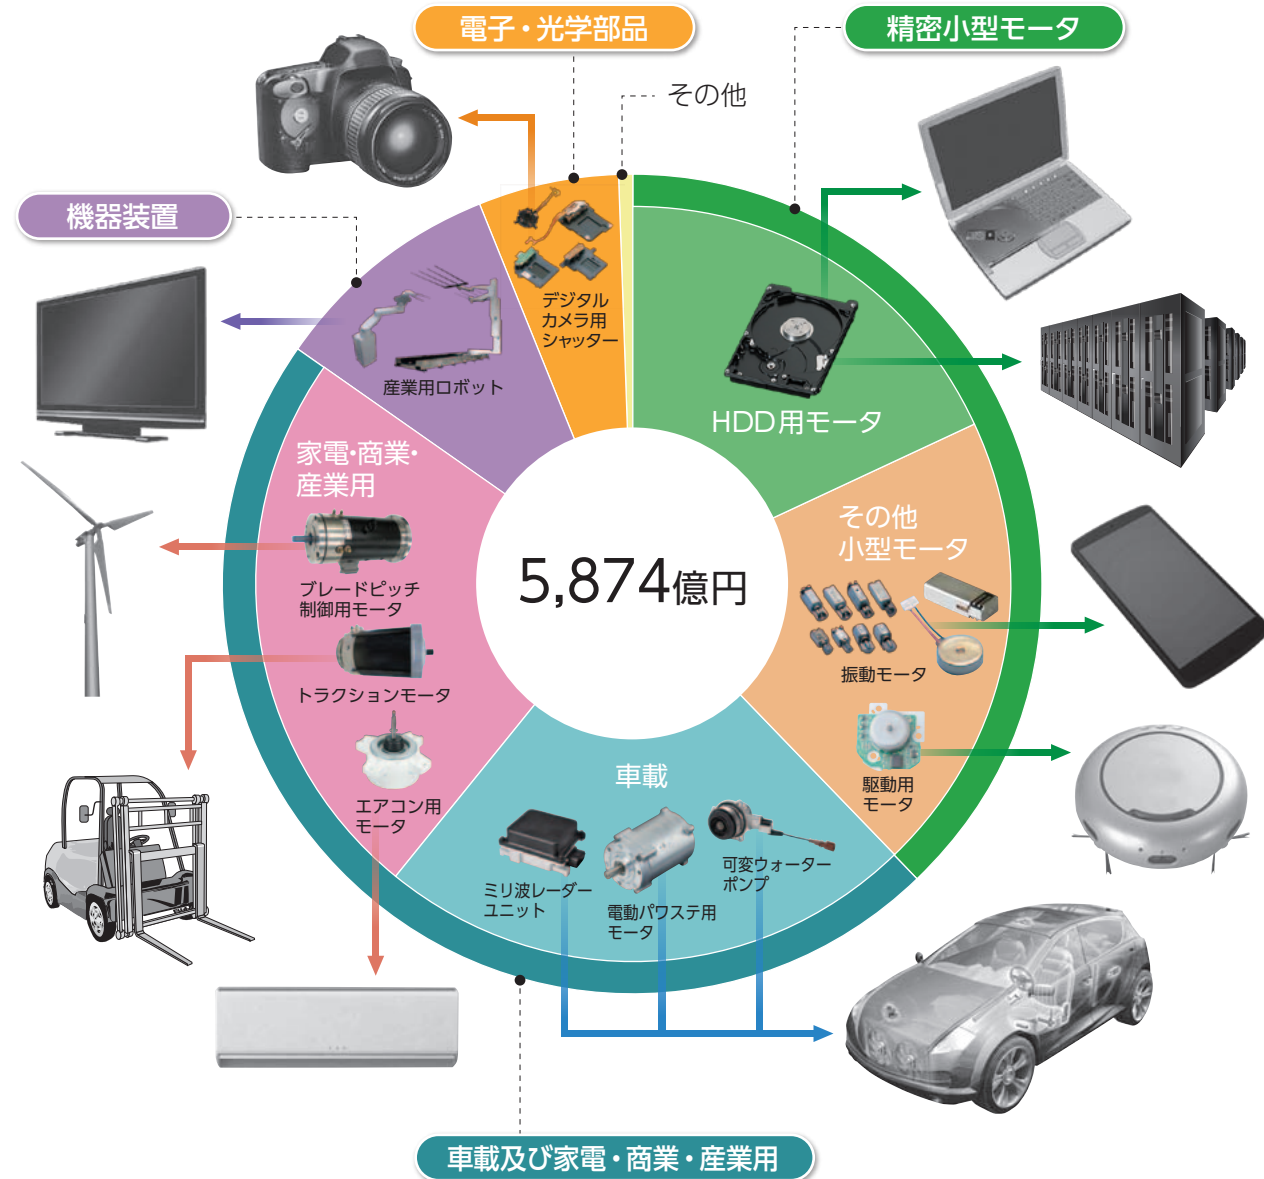 電子・光学部品
精密小型モータ
その他
機器装置
デジタル
カメラ用
シャッター
産業用ロボット
HDD用モータ
家電・商業・
産業用
その他
小型モータ
5,874億円
ブレードピッチ
制御用モータ
振動モータ
トラクションモータ
車載
駆動用
モータ
エアコン用
モータ
可変ウォーター
ポンプ
ミリ波レーダー
ユニット
電動パワステ用
モータ
車載及び家電・商業・産業用